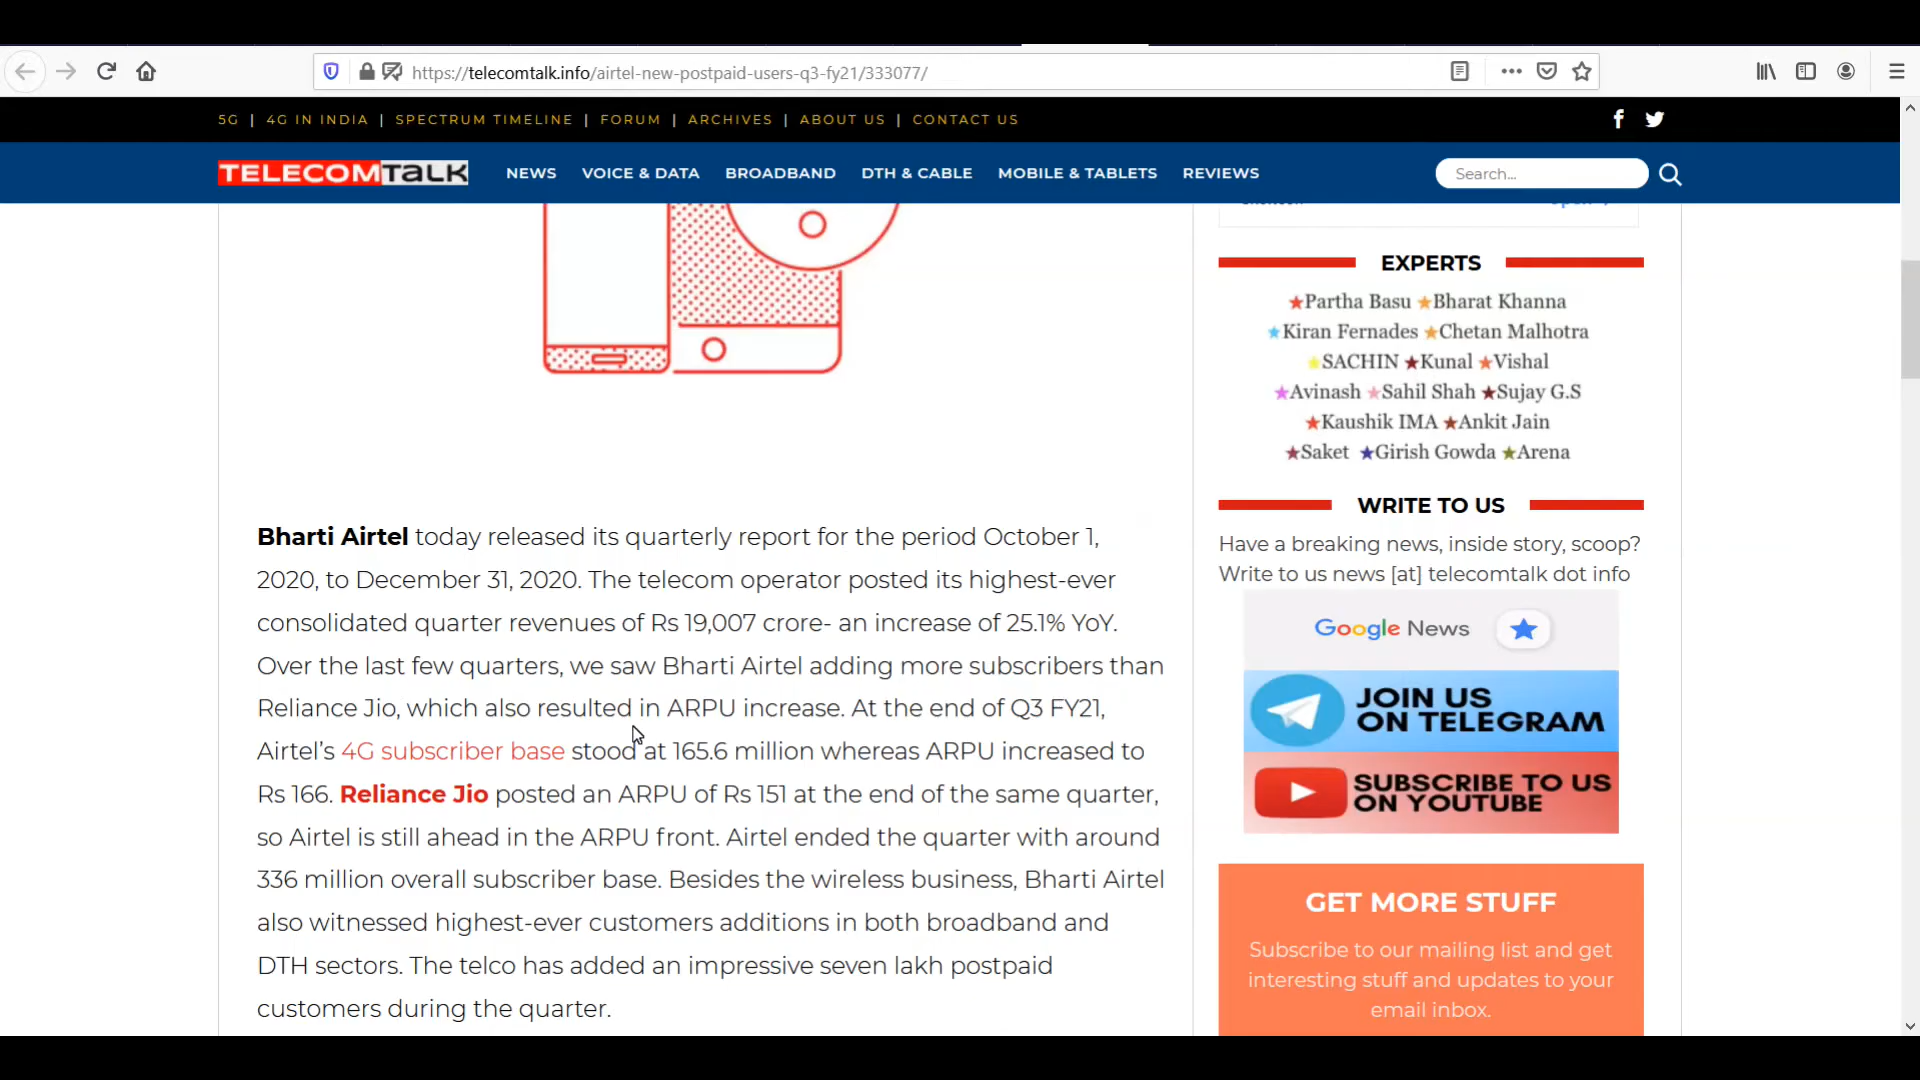 https://telecomtalk.info/airtel-new-postpaid-users-q3-fy21/333077/
5G | 4G IN INDIA | SPECTRUM TIMELINE | FORUM | ARCHIVES | ABOUT US | CONTACT US
TELECOMTALK NEWS VOICE & DATA BROADBAND DTH & CABLE MOBILE & TABLETS REVIEWS Search...
Bharti Airtel today released its quarterly report for the period October 1,
2020, to December 31, 2020. The telecom operator posted its highest-ever
consolidated quarter revenues of Rs 19,007 crore- an increase of 25.1% YoY.
Over the last few quarters, we saw Bharti Airtel adding more subscribers than
Reliance Jio, which also resulted in ARPU increase. At the end of Q3 FY21,
Airtel's 4G subscriber base stood at 165.6 million whereas ARPU increased to
Rs 166. Reliance Jio posted an ARPU of Rs 151 at the end of the same quarter,
so Airtel is still ahead in the ARPU front. Airtel ended the quarter with around
336 million overall subscriber base. Besides the wireless business, Bharti Airtel
also witnessed highest-ever customers additions in both broadband and
DTH sectors. The telco has added an impressive seven lakh postpaid
customers during the quarter.
EXPERTS
★Partha Basu ★Bharat Khanna
★Kiran Fernades ★Chetan Malhotra
★SACHIN ★Kunal ★Vishal
★Avinash ★Sahil Shah ★Sujay G.S
★Kaushik IMA ★Ankit Jain
★Saket ★Girish Gowda ★Arena
WRITE TO US
Have a breaking news, inside story, scoop?
Write to us news [at] telecomtalk dot info
Google News
JOIN US
ON TELEGRAM
SUBSCRIBE TO US
ON YOUTUBE
GET MORE STUFF
Subscribe to our mailing list and get
interesting stuff and updates to your
email inbox.